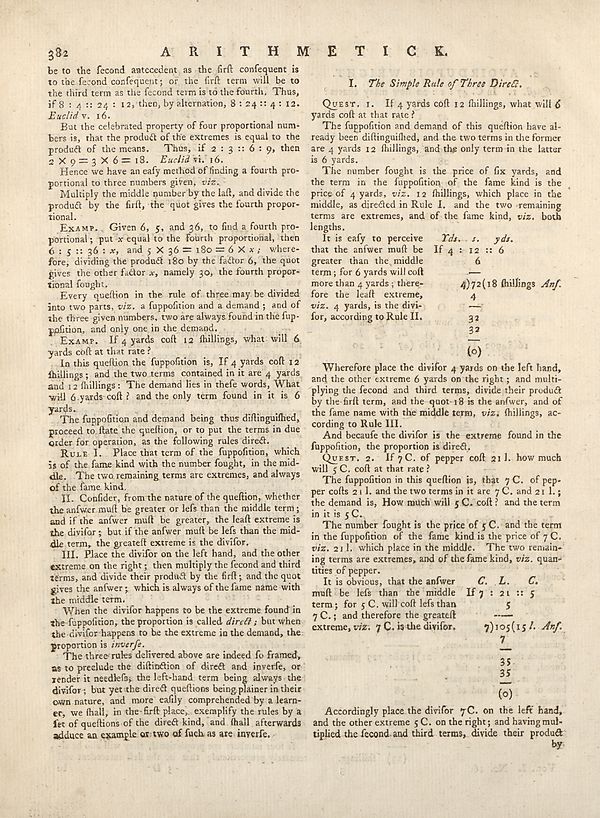 382
ARITHMETICK.
be to the ſecond antecedent as the firſt conſequent is
to the ſecond conſequent; or the firſt term will be to
the third term as the ſecond term is to the fourth. Thus,
if 8 : 4 :: 24 : 12, then, by alternation, 8 : 24 :: 4 : 12.
Euclid v. 16.
But the celebrated property of four proportional num-
bers is, that the product of the extremes is equal to the
product of the means. Thus, if 2 : 3 :: 6 : 9, then
2 × 9 = 3 × 6 = 18. Euclid vi. 16.
Hence we have an eaſy method of finding a fourth pro-
portional to three numbers given, viz.
Multiply the middle number by the laſt, and divide the
product by the firſt, the quot gives the fourth propor-
tional.
EXAMP. Given 6, 5, and 36, to find a fourth pro-
portional; put x equal to the fourth proportional, then
6 : 5 :: 36 : x, and 5 × 36 = 180 = 6 × x; where-
fore, dividing the product 180 by the factor 6, the quot
gives the other factor x, namely 30, the fourth propor-
tional ſought.
Every queſtion in the rule of three may be divided
into two parts, viz. a ſuppoſition and a demand; and of
the three given numbers, two are always found in the ſup-
poſition, and only one in the demand.
EXAMP. If 4 yards coſt 12 ſhillings, what will 6
yards coſt at that rate?
In this queſtion the ſuppoſition is, If 4 yards coſt 12
ſhillings; and the two terms contained in it are 4 yards
and 12 ſhillings: The demand lies in theſe words, What
will 6 yards coſt? and the only term found in it is 6
yards.
The ſuppoſition and demand being thus diſtinguiſhed,
proceed to ſtate the queſtion, or to put the terms in due
order for operation, as the following rules direct.
RULE I. Place that term of the ſuppoſition, which
is of the ſame kind with the number ſought, in the mid-
dle. The two remaining terms are extremes, and always
of the ſame kind.
II. Conſider, from the nature of the queſtion, whether
the anſwer muſt be greater or leſs than the middle term;
and if the anſwer muſt be greater, the leaſt extreme is
the diviſor; but if the anſwer muſt be leſs than the mid-
dle term, the greateſt extreme is the diviſor.
III. Place the diviſor on the left hand, and the other
extreme on the right; then multiply the ſecond and third
terms, and divide their product by the firſt; and the quot
gives the anſwer; which is always of the ſame name with
the middle term.
When the diviſor happens to be the extreme found in
the ſuppoſition, the proportion is called direct; but when
the diviſor happens to be the extreme in the demand, the
proportion is inverſe.
The three rules delivered above are indeed ſo framed,
as to preclude the diſtinction of direct and inverſe, or
render it needleſs, the left-hand term being always the
diviſor; but yet the direct queſtions being plainer in their
own nature, and more eaſily comprehended by a learn-
er, we ſhall, in the firſt place, exemplify the rules by a
ſet of queſtions of the direct kind, and ſhall afterwards
adduce an example or two of ſuch as are inverſe.
I. The Simple Rule of Three Direct.
QUEST. 1. If 4 yards coſt 12 ſhillings, what will 6
yards coſt at that rate?
The ſuppoſition and demand of this queſtion have al-
ready been diſtinguiſhed, and the two terms in the former
are 4 yards 12 ſhillings, and the only term in the latter
is 6 yards.
The number ſought is the price of ſix yards, and
the term in the ſuppoſition of the ſame kind is the
price of 4 yards, viz. 12 ſhillings, which place in the
middle, as directed in Rule I. and the two remaining
terms are extremes, and of the ſame kind, viz. both
lengths.
It is eaſy to perceive Yds. s. yds.
that the anſwer muſt be If 4 : 12 :: 6
greater than the middle 6
term; for 6 yards will coſt
more than 4 yards; there- 4)72(18 ſhillings Anſ.
fore the leaſt extreme, 4
viz. 4 yards, is the divi-
ſor, according to Rule II. 32
32
(0)
Wherefore place the diviſor 4 yards on the left hand,
and the other extreme 6 yards on the right; and multi-
plying the ſecond and third terms, divide their product
by the firſt term, and the quot 18 is the anſwer, and of
the ſame name with the middle term, viz. ſhillings, ac-
cording to Rule III.
And becauſe the diviſor is the extreme found in the
ſuppoſition, the proportion is direct.
QUEST. 2. If 7 C. of pepper coſt 21 l. how much
will 5 C. coſt at that rate?
The ſuppoſition in this queſtion is, that 7 C. of pep-
per coſts 21 l. and the two terms in it are 7 C. and 21 l.;
the demand is, How much will 5 C. coſt? and the term
in it is 5 C.
The number ſought is the price of 5 C. and the term
in the ſuppoſition of the ſame kind is the price of 7 C.
viz. 21 l. which place in the middle. The two remain-
ing terms are extremes, and of the ſame kind, viz. quan-
tities of pepper.
It is obvious, that the anſwer C. L. C.
muſt be leſs than the middle If 7 : 21 :: 5
term; for 5 C. will coſt leſs than 5
7 C.; and therefore the greateſt
extreme, viz. 7 C. is the diviſor. 7)105(15 l. Anſ.
7
35
35
(0)
Accordingly place the diviſor 7 C. on the left hand,
and the other extreme 5 C. on the right; and having mul-
tiplied the ſecond and third terms, divide their product
by